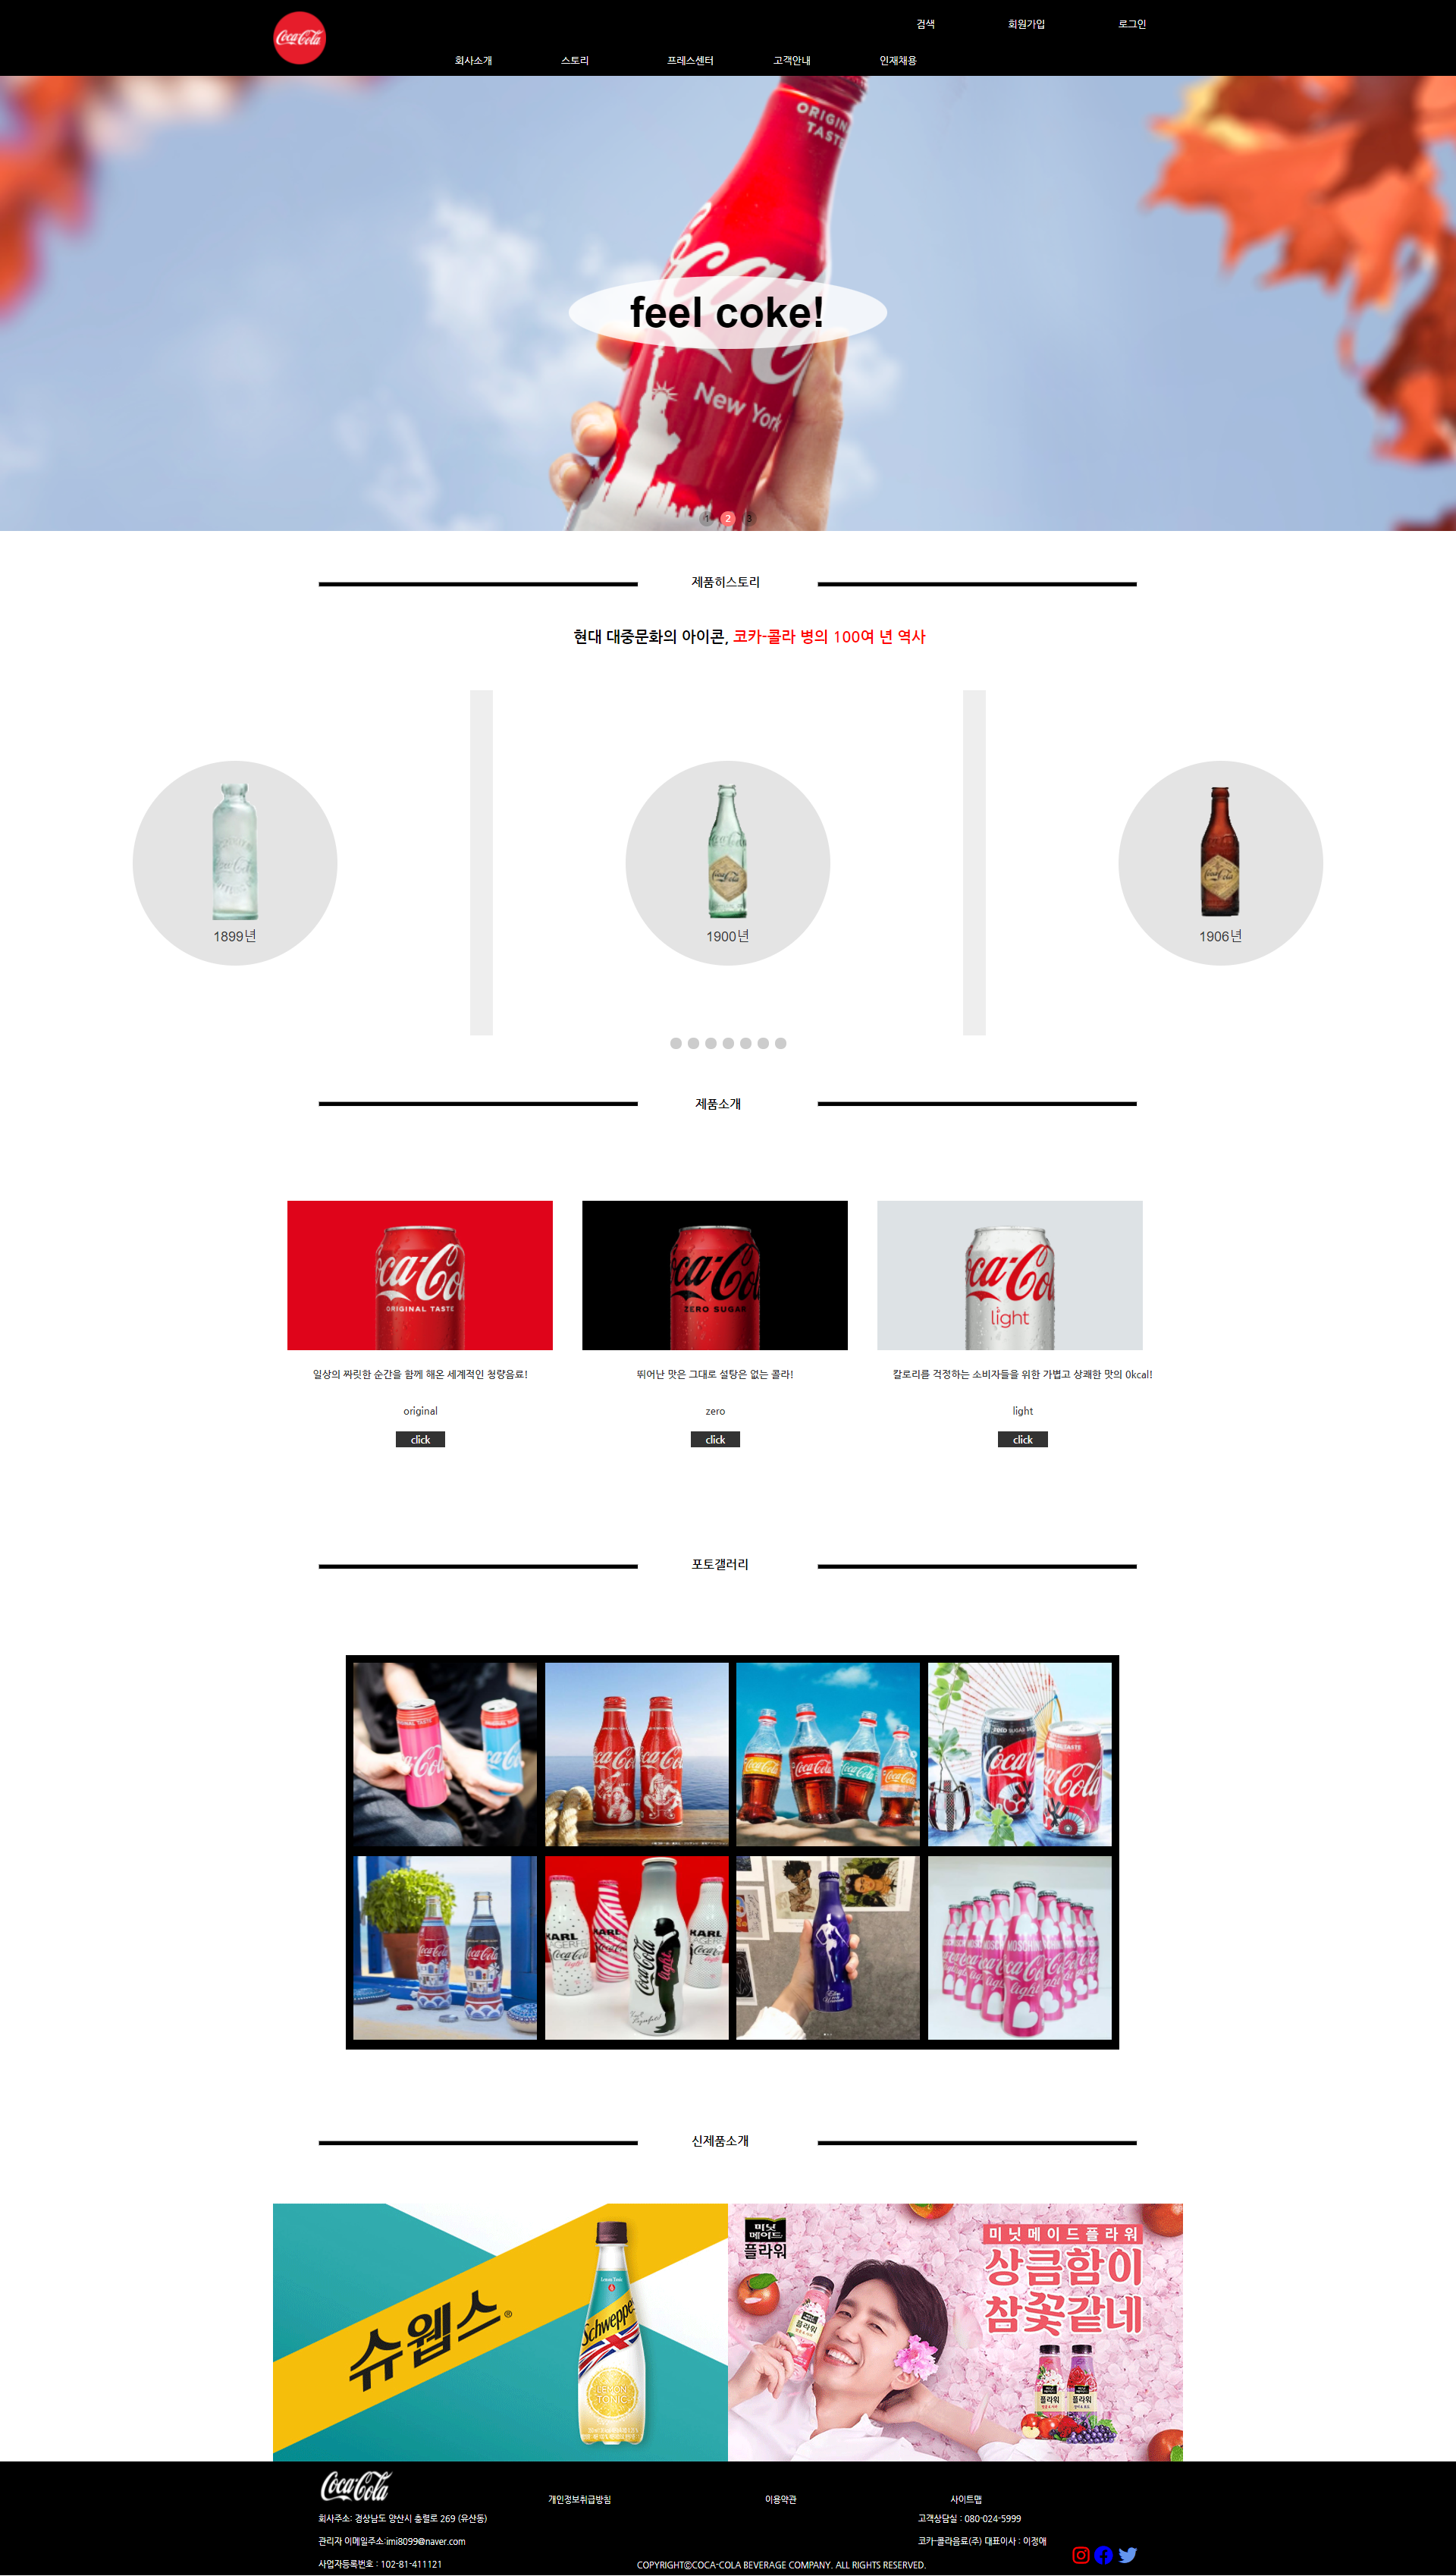 Coca-Cola
검색 회원가입 로그인
회사소개 스토리 프레스센터 고객안내 인재채용
ORIGIN
TASTE
feel coke!
New York
1 2 3
제품히스토리
현대 대중문화의 아이콘, 코카-콜라 병의 100여 년 역사
1899년 1900년 1906년
제품소개
ORIGINAL TASTE
ZERO SUGAR
light
일상의 짜릿한 순간을 함께 해온 세계적인 청량음료! 뛰어난 맛은 그대로 설탕은 없는 콜라! 칼로리를 걱정하는 소비자들을 위한 가볍고 상쾌한 맛의 0kcal!
original zero light
click click click
포토갤러리
신제품소개
슈웹스®
Schweppes
LEMON
TONIC
미닛
메이드
플라워
미닛메이드플라워
상큼함이
참꽃같네
Coca-Cola
개인정보취급방침 이용약관 사이트맵
회사주소: 경상남도 양산시 충렬로 269 (유산동) 고객상담실 : 080-024-5999
관리자 이메일주소:imi8099@naver.com 코카-콜라음료(주) 대표이사 : 이정애
사업자등록번호 : 102-81-411121 COPYRIGHT©COCA-COLA BEVERAGE COMPANY. ALL RIGHTS RESERVED.